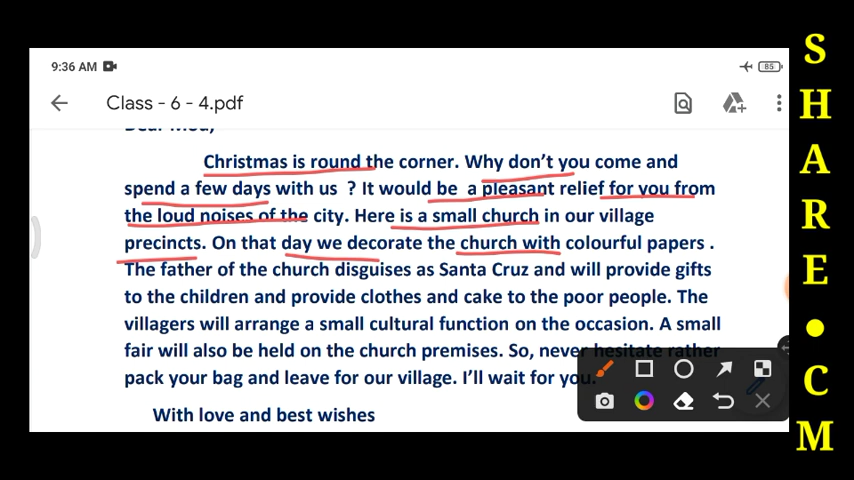 9:36 AM
85
Class - 6 - 4.pdf
Christmas is round the corner. Why don't you come and
spend a few days with us ? It would be a pleasant relief for you from
the loud noises of the city. Here is a small church in our village
precincts. On that day we decorate the church with colourful papers .
The father of the church disguises as Santa Cruz and will provide gifts
to the children and provide clothes and cake to the poor people. The
villagers will arrange a small cultural function on the occasion. A small
fair will also be held on the church premises. So, never hesitate rather
pack your bag and leave for our village. I'll wait for you.
With love and best wishes
SHARE•CM